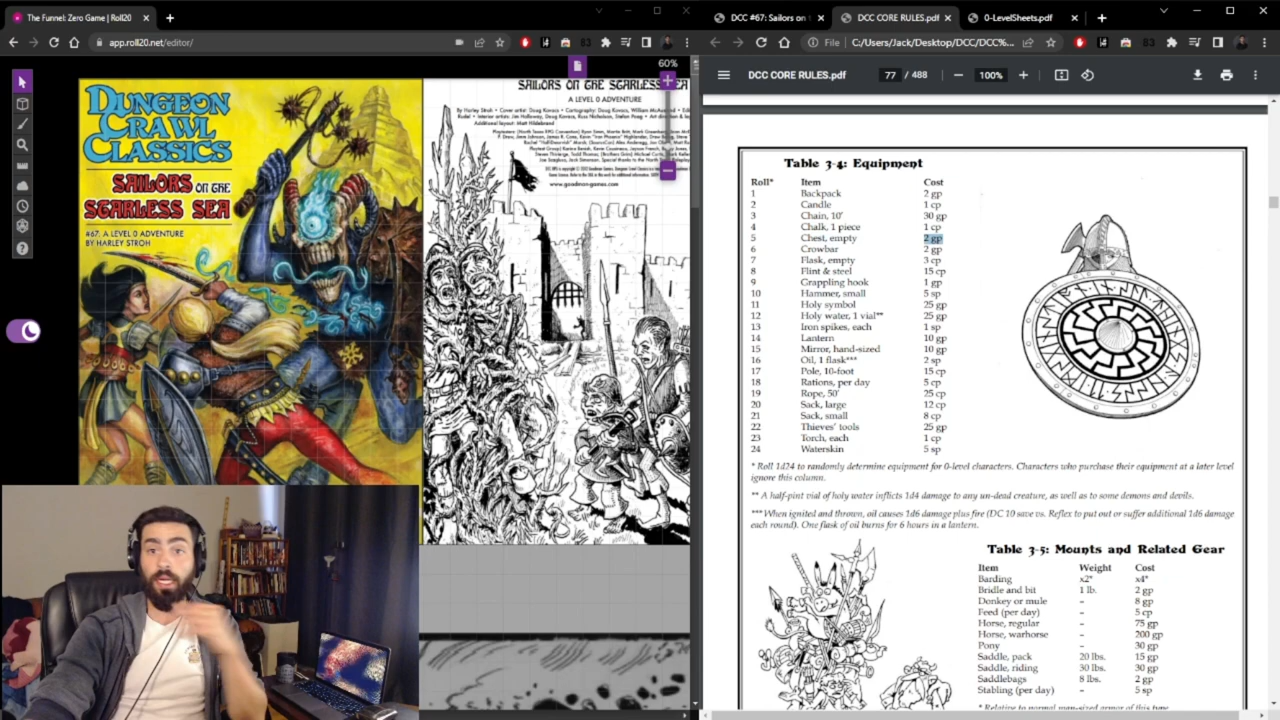 The Funnel: Zero Game | Roll20
app.roll20.net/editor/
83
60%
DUNGEON
CRAWL
CLASSICS
SAILORS ON THE
STARLESS SEA
#67: A LEVEL 0 ADVENTURE
BY HARLEY STROH
SAILORS ON THE STARLESS SEA
A LEVEL 0 ADVENTURE
www.goodman-games.com
DCC #67: Sailors on
DCC CORE RULES.pdf
0-LevelSheets.pdf
File
C:/Users/Jack/Desktop/DCC/DCC%...
83
DCC CORE RULES.pdf
77 / 488
100%
Table 3-4: Equipment
Roll* Item Cost
1 Backpack 2 gp
2 Candle 1 cp
3 Chain, 10' 30 gp
4 Chalk, 1 piece 1 cp
5 Chest, empty 2 gp
6 Crowbar 2 gp
7 Flask, empty 3 cp
8 Flint & steel 15 cp
9 Grappling hook 1 gp
10 Hammer, small 5 sp
11 Holy symbol 25 gp
12 Holy water, 1 vial** 25 gp
13 Iron spikes, each 1 sp
14 Lantern 10 gp
15 Mirror, hand-sized 10 gp
16 Oil, 1 flask*** 2 sp
17 Pole, 10-foot 15 cp
18 Rations, per day 5 cp
19 Rope, 50' 25 cp
20 Sack, large 12 cp
21 Sack, small 8 cp
22 Thieves' tools 25 gp
23 Torch, each 1 cp
24 Waterskin 5 sp
* Roll 1d24 to randomly determine equipment for 0-level characters. Characters who purchase their equipment at a later level
ignore this column.
** A half-pint vial of holy water inflicts 1d4 damage to any un-dead creature, as well as to some demons and devils.
*** When ignited and thrown, oil causes 1d6 damage plus fire (DC 10 save vs. Reflex to put out or suffer additional 1d6 damage
each round). One flask of oil burns for 6 hours in a lantern.
Table 3-5: Mounts and Related Gear
Item Weight Cost
Barding x2* x4*
Bridle and bit 1 lb. 2 gp
Donkey or mule – 8 gp
Feed (per day) – 5 cp
Horse, regular – 75 gp
Horse, warhorse – 200 gp
Pony – 30 gp
Saddle, pack 20 lbs. 15 gp
Saddle, riding 30 lbs. 30 gp
Saddlebags 8 lbs. 2 gp
Stabling (per day) – 5 sp
* Relative to normal man-sized armor of this type